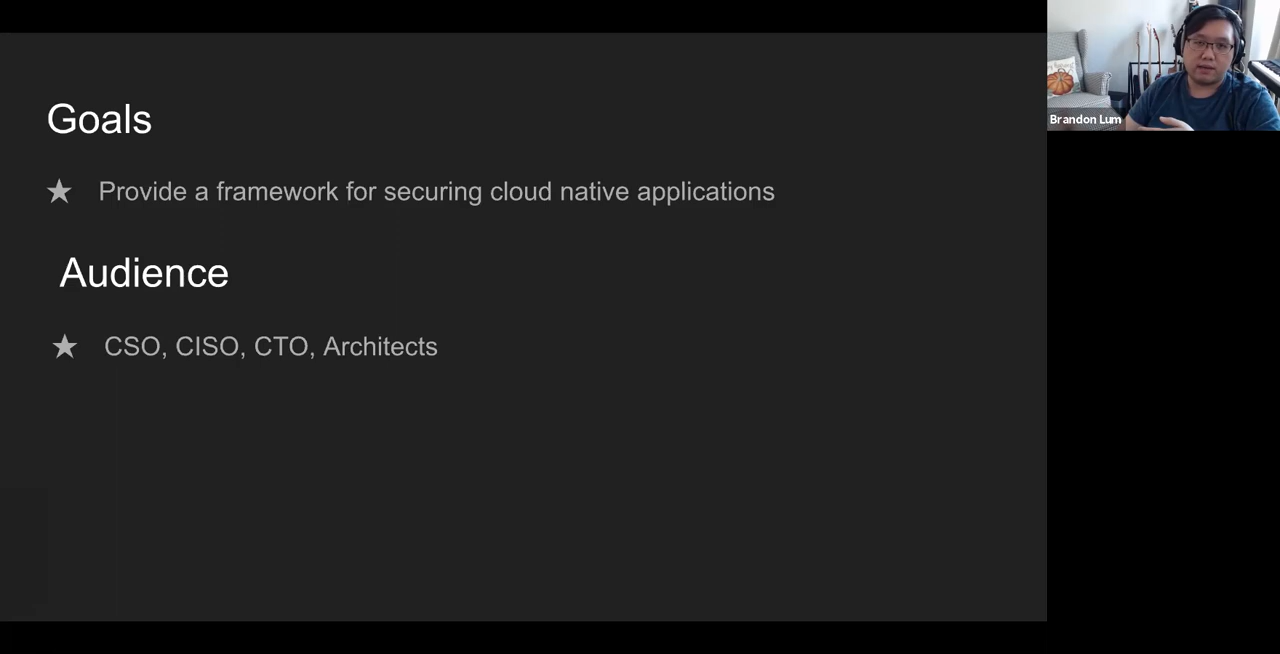 Goals
★ Provide a framework for securing cloud native applications
Audience
★ CSO, CISO, CTO, Architects
Brandon Lum